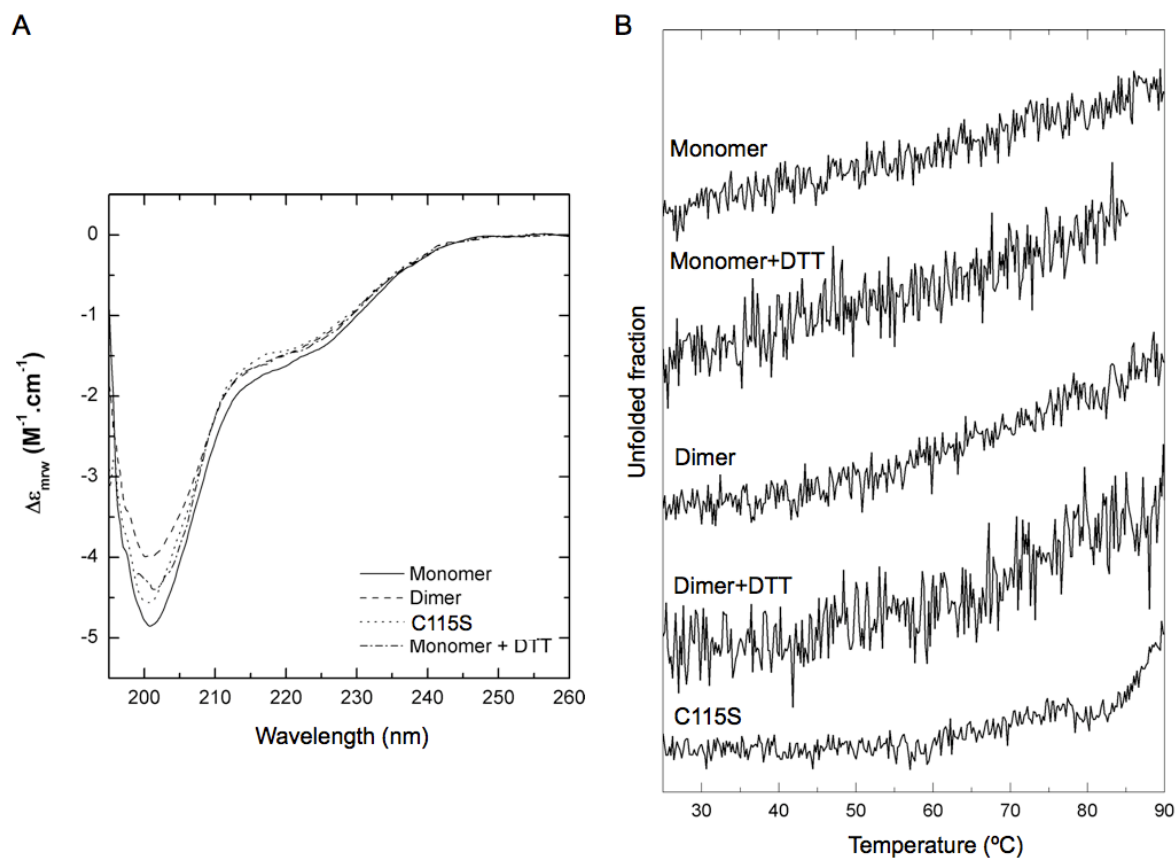 A
0
-1
-2
-3
-4
-5
Δε_mrw (M⁻¹.cm⁻¹)
Monomer
Dimer
C115S
Monomer + DTT
200 210 220 230 240 250 260
Wavelength (nm)
B
Unfolded fraction
Monomer
Monomer+DTT
Dimer
Dimer+DTT
C115S
30 40 50 60 70 80 90
Temperature (ºC)